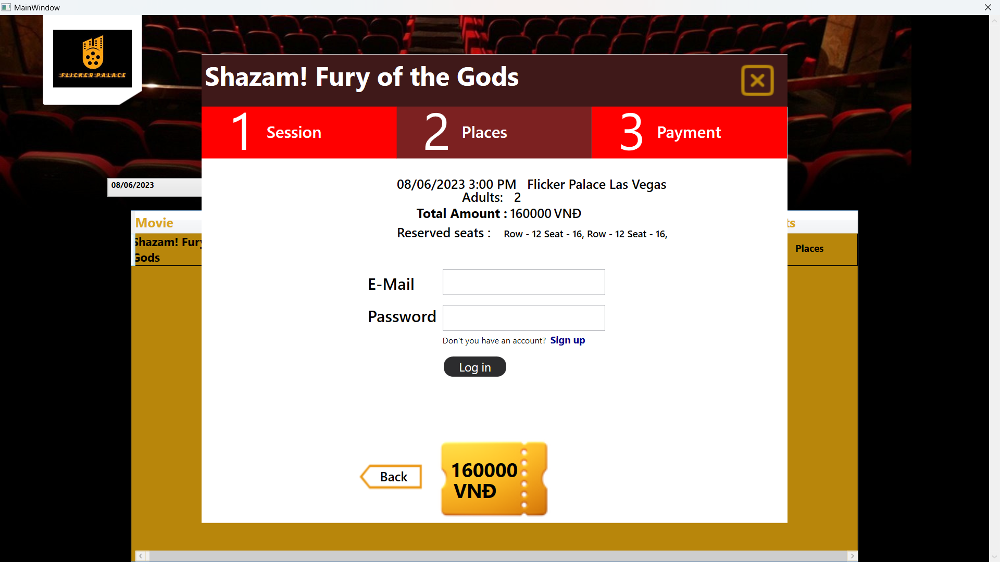 MainWindow
FLICKER PALACE
Shazam! Fury of the Gods
1 Session 2 Places 3 Payment
08/06/2023
08/06/2023 3:00 PM Flicker Palace Las Vegas
Adults: 2
Total Amount : 160000 VNĐ
Movie
ts
Reserved seats : Row - 12 Seat - 16, Row - 12 Seat - 16,
Shazam! Fury
Gods
Places
E-Mail
Password
Don't you have an account? Sign up
Log in
Back
160000
VNĐ